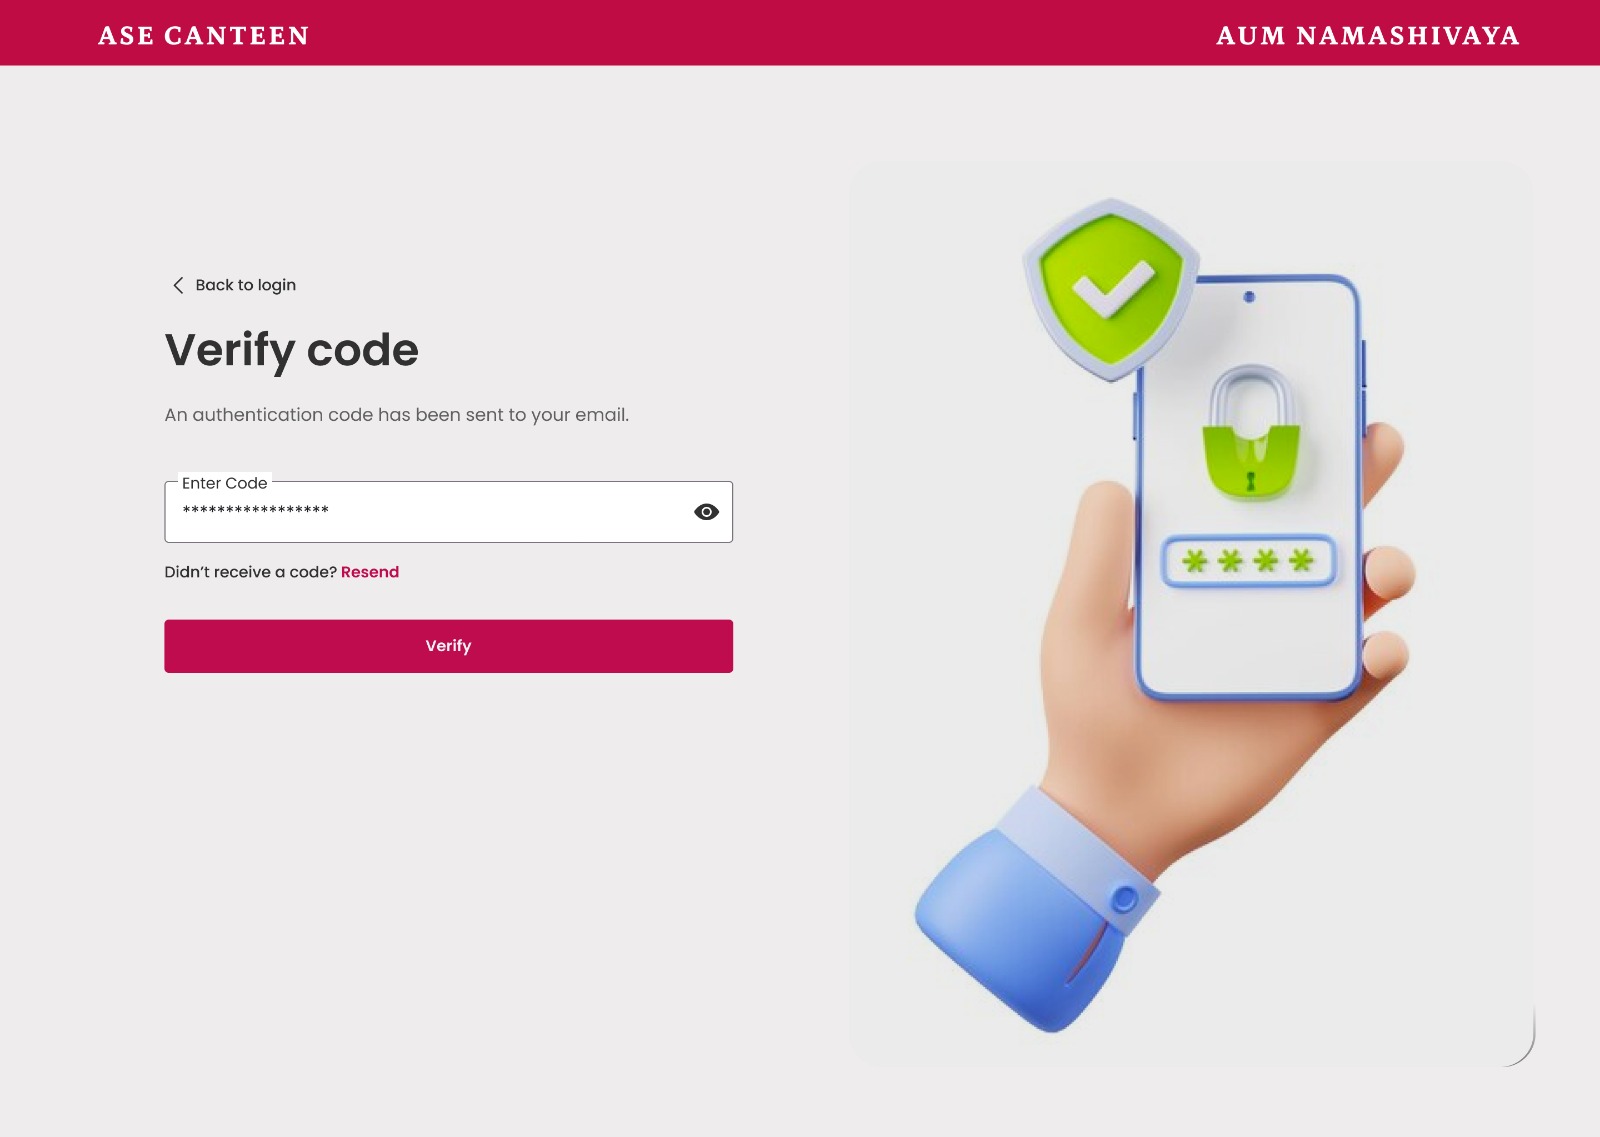 ASE CANTEEN
AUM NAMASHIVAYA
Back to login
Verify code
An authentication code has been sent to your email.
Enter Code
*****************
Didn't receive a code? Resend
Verify
* * * *